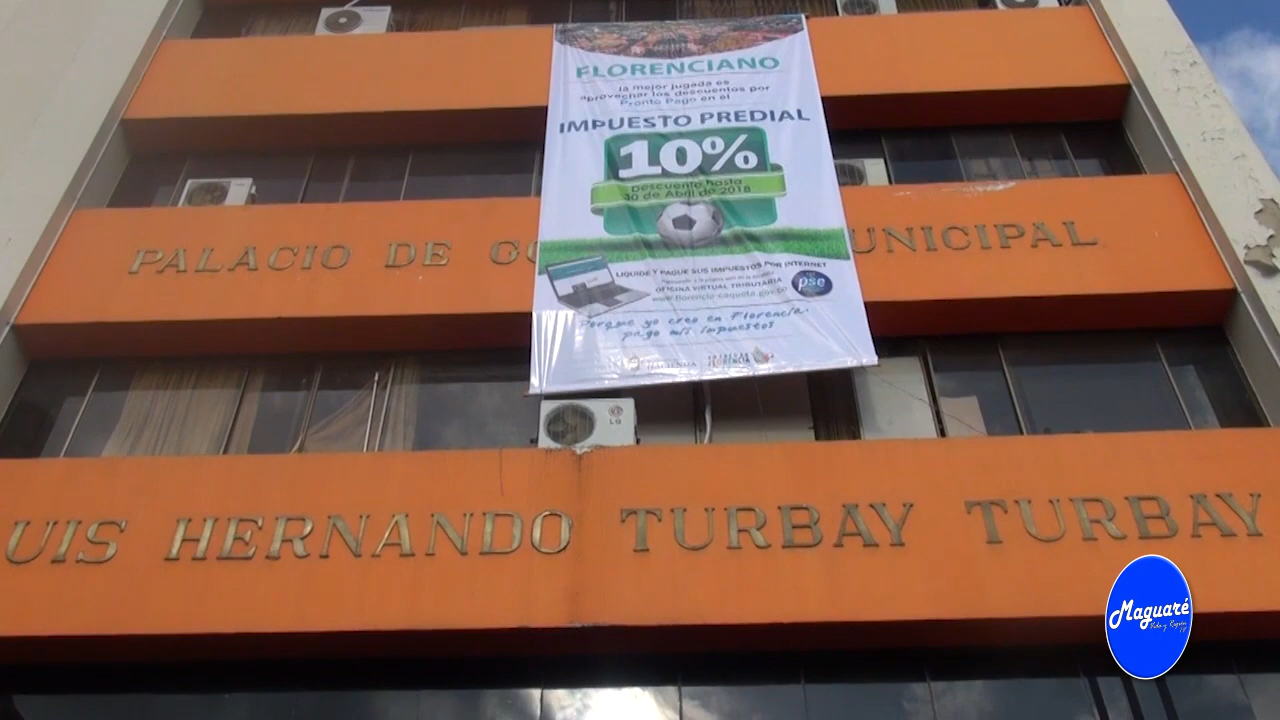 FLORENCIANO
la mejor jugada es
aprovechar los descuentos por
Pronto Pago en el
IMPUESTO PREDIAL
10%
Descuento hasta
30 de Abril de 2018
PALACIO DE GO UNICIPAL
LIQUIDE Y PAGUE SUS IMPUESTOS POR INTERNET
OFICINA VIRTUAL TRIBUTARIA
pse
Porque yo creo en Florencia
pago mis impuestos
LG
UIS HERNANDO TURBAY TURBAY
Maguaré
Vida y Región